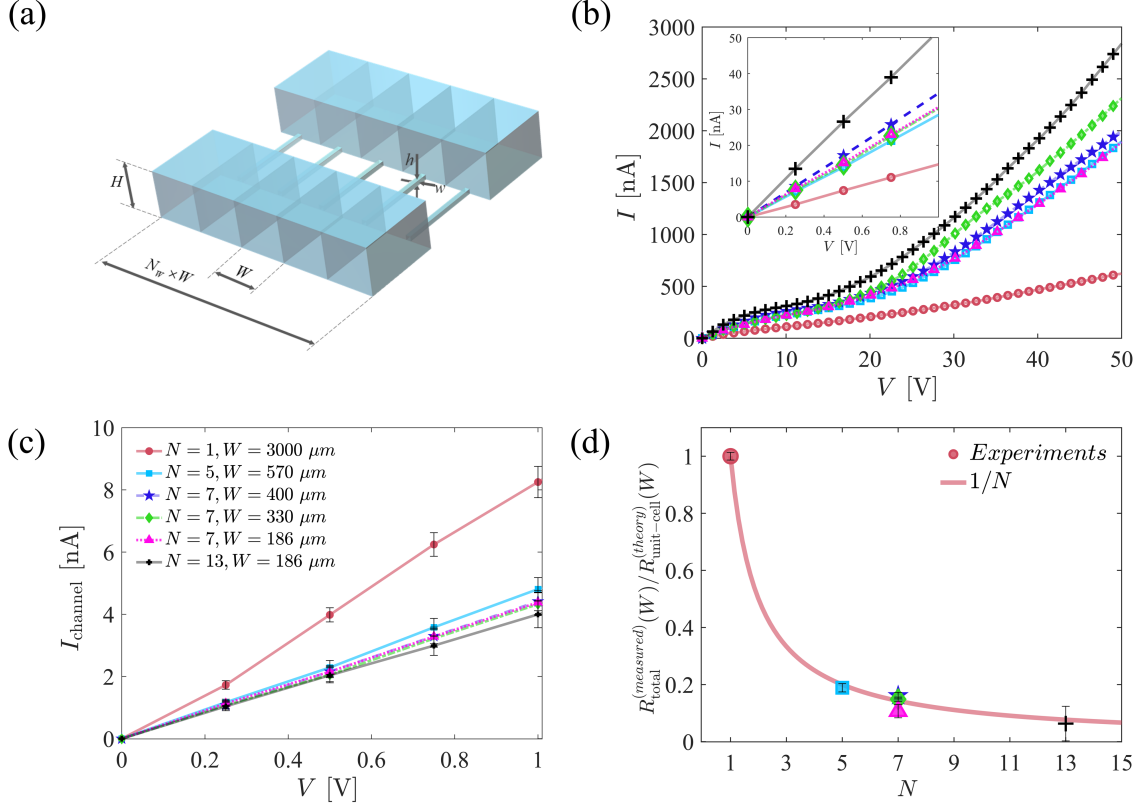 (a)
H
h
w
W
N_w × W
(b)
I [nA]
3000
2500
2000
1500
1000
500
0
0 10 20 30 40 50
V [V]
I [nA]
50
40
30
20
10
0
0 0.2 0.4 0.6 0.8
V [V]
(c)
I_channel [nA]
10
8
6
4
2
0
0 0.2 0.4 0.6 0.8 1
V [V]
N = 1, W = 3000 μm
N = 5, W = 570 μm
N = 7, W = 400 μm
N = 7, W = 330 μm
N = 7, W = 186 μm
N = 13, W = 186 μm
(d)
R_total^(measured)(W)/R_unit−cell^(theory)(W)
1
0.8
0.6
0.4
0.2
0
1 3 5 7 9 11 13 15
N
Experiments
1/N